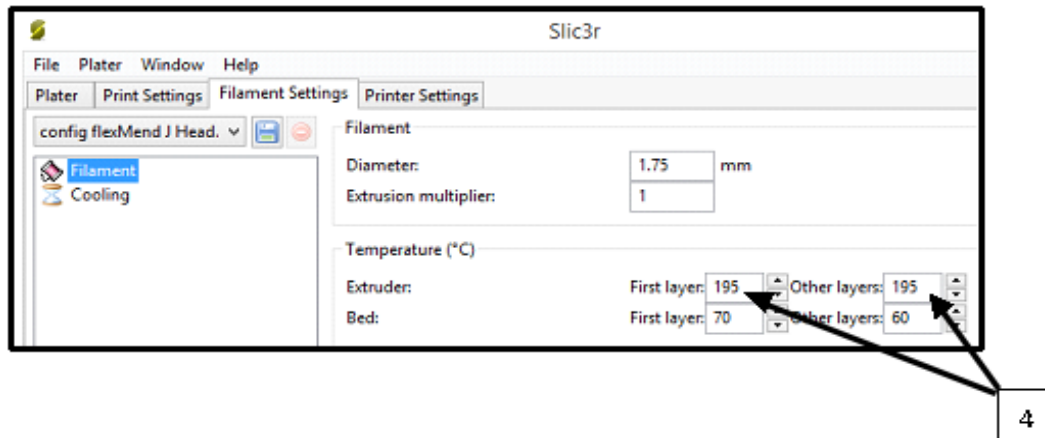 Slic3r
File Plater Window Help
Plater Print Settings Filament Settings Printer Settings
config flexMend J Head.
Filament
Cooling
Filament
Diameter: 1.75 mm
Extrusion multiplier: 1
Temperature (°C)
Extruder: First layer: 195 Other layers: 195
Bed: First layer: 70 Other layers: 60
4